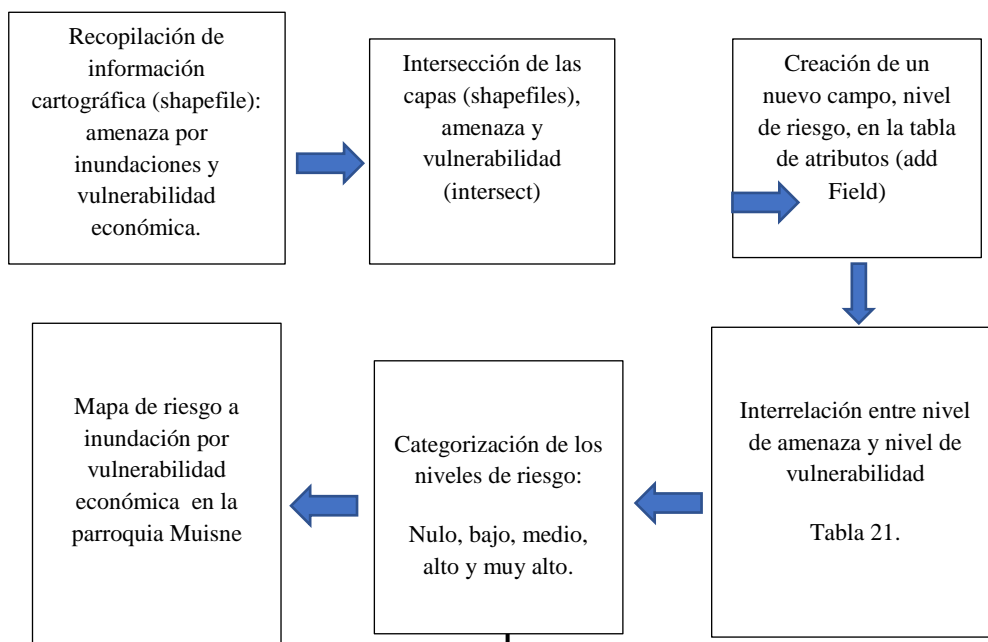 Recopilación de
información
cartográfica (shapefile):
amenaza por
inundaciones y
vulnerabilidad
económica.
Intersección de las
capas (shapefiles),
amenaza y
vulnerabilidad
(intersect)
Creación de un
nuevo campo, nivel
de riesgo, en la tabla
de atributos (add
Field)
Interrelación entre nivel
de amenaza y nivel de
vulnerabilidad
Tabla 21.
Categorización de los
niveles de riesgo:
Nulo, bajo, medio,
alto y muy alto.
Mapa de riesgo a
inundación por
vulnerabilidad
económica en la
parroquia Muisne